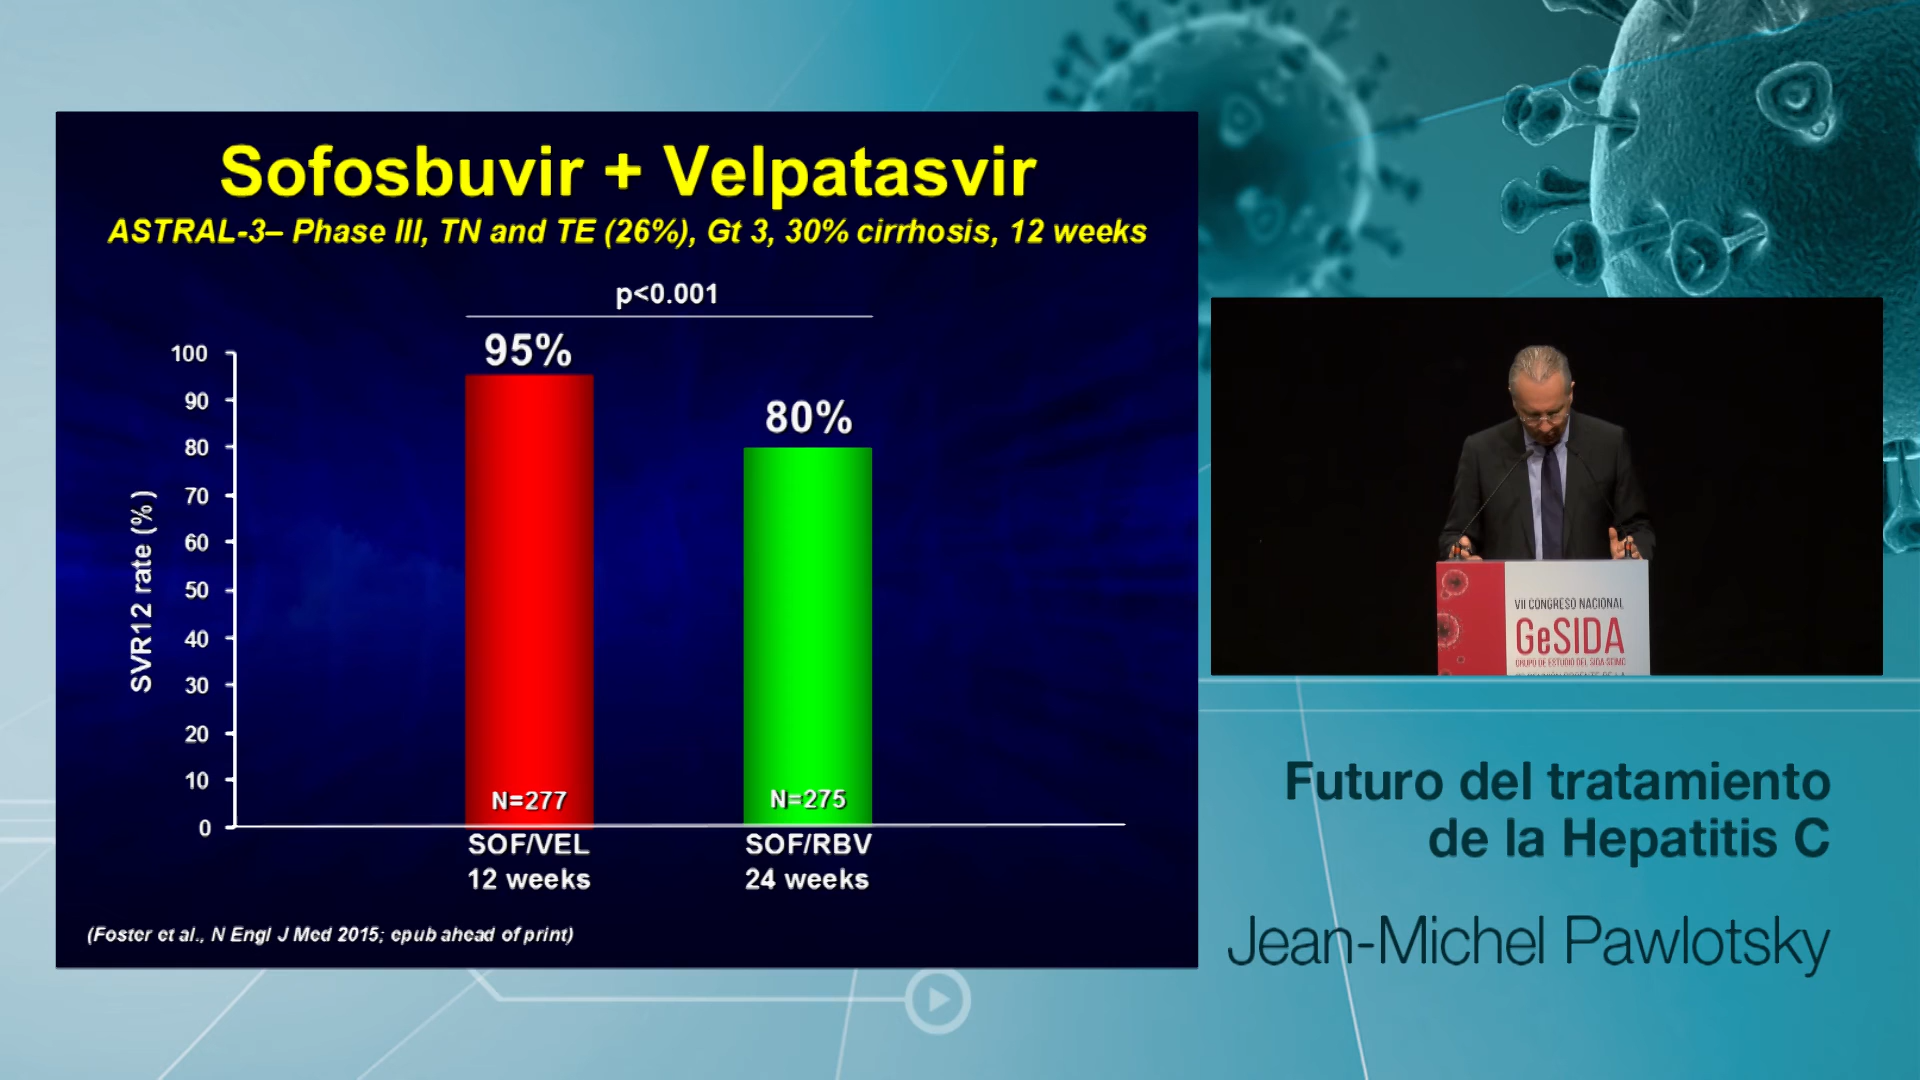 Sofosbuvir + Velpatasvir
ASTRAL-3– Phase III, TN and TE (26%), Gt 3, 30% cirrhosis, 12 weeks
p<0.001
95%
80%
SVR12 rate (%)
100
90
80
70
60
50
40
30
20
10
0
N=277
N=275
SOF/VEL
12 weeks
SOF/RBV
24 weeks
(Foster et al., N Engl J Med 2015; epub ahead of print)
VII CONGRESO NACIONAL
GeSIDA
GRUPO DE ESTUDIO DEL SIDA-SEIMC
Futuro del tratamiento
de la Hepatitis C
Jean-Michel Pawlotsky